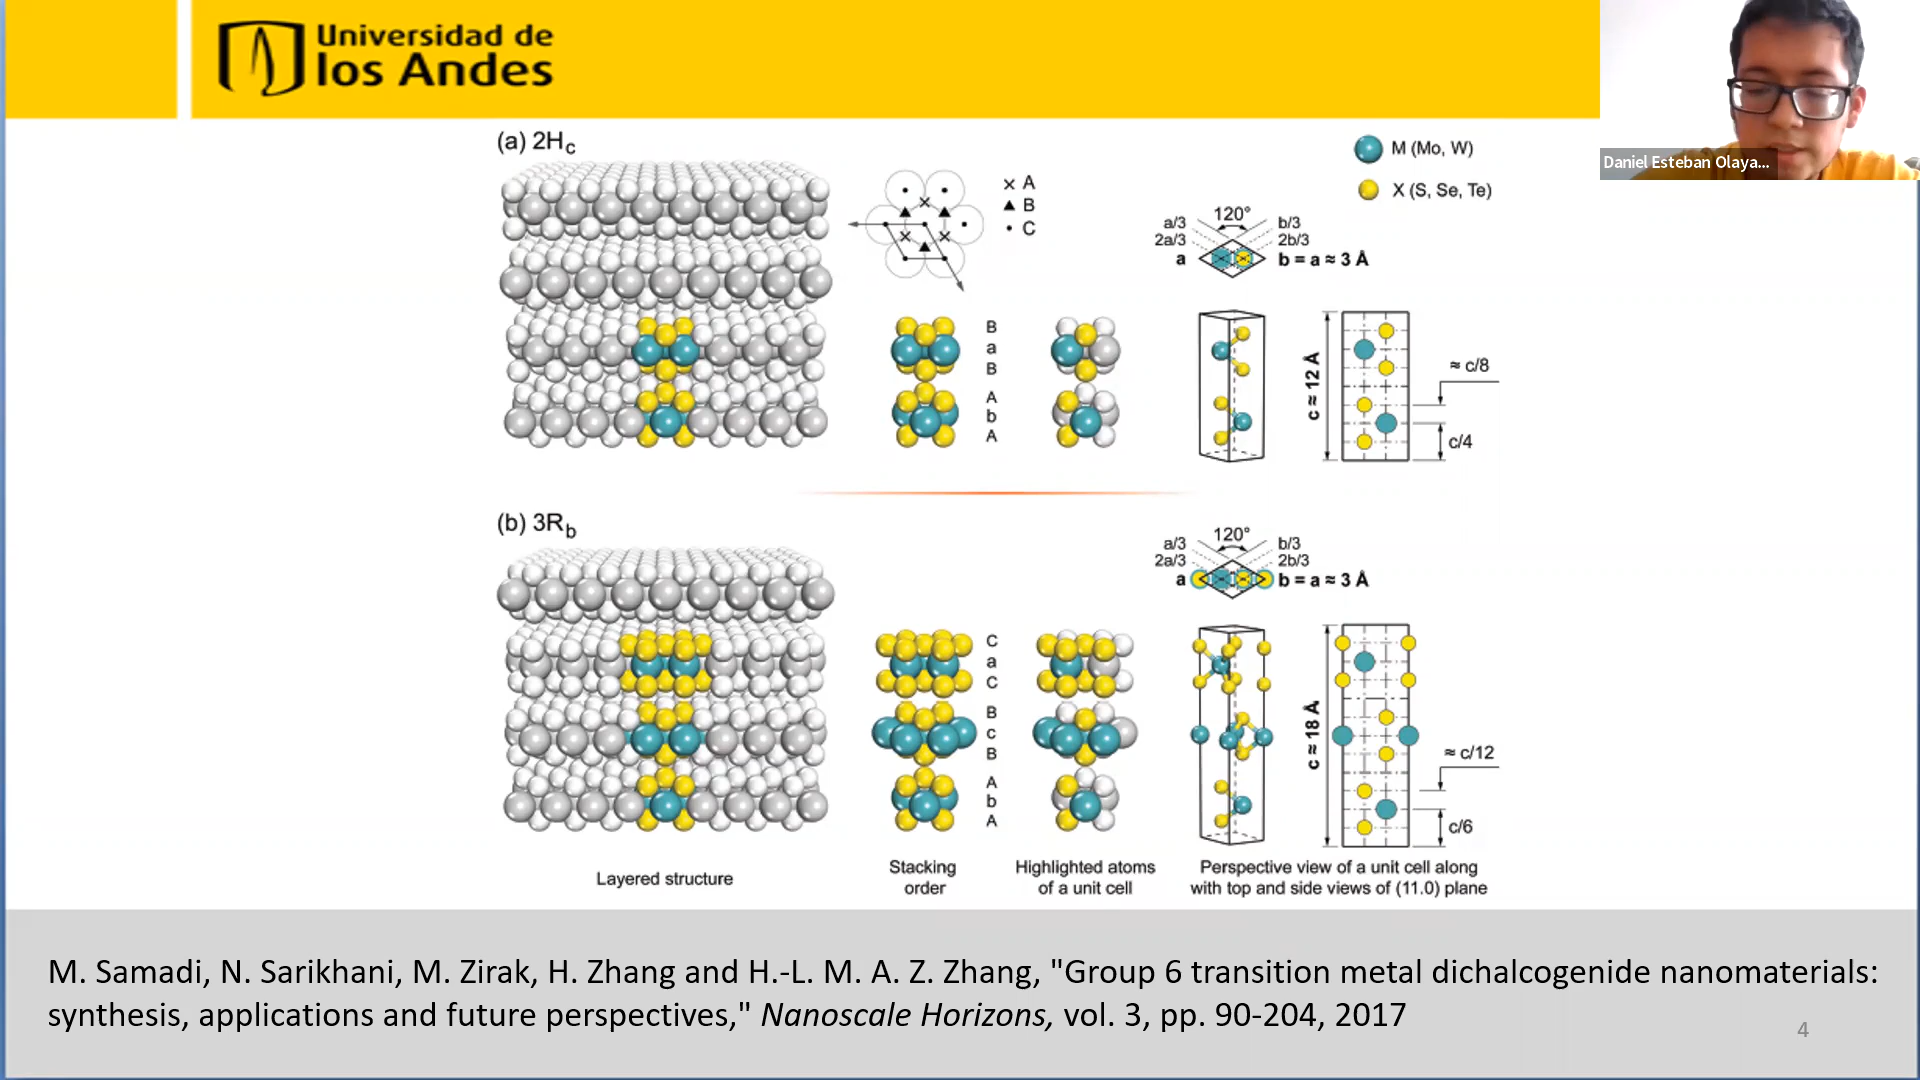 Universidad de
los Andes
Daniel Esteban Olaya...
(a) 2Hc
A
B
C
M (Mo, W)
X (S, Se, Te)
120°
a/3
b/3
2a/3
2b/3
a
b = a ≈ 3 Å
B
a
B
A
b
A
c ≈ 12 Å
≈ c/8
c/4
(b) 3Rb
120°
a/3
b/3
2a/3
2b/3
a
b = a ≈ 3 Å
C
a
C
B
c
B
A
b
A
c ≈ 18 Å
≈ c/12
c/6
Layered structure
Stacking
order
Highlighted atoms
of a unit cell
Perspective view of a unit cell along
with top and side views of (11.0) plane
M. Samadi, N. Sarikhani, M. Zirak, H. Zhang and H.-L. M. A. Z. Zhang, "Group 6 transition metal dichalcogenide nanomaterials:
synthesis, applications and future perspectives," Nanoscale Horizons, vol. 3, pp. 90-204, 2017
4